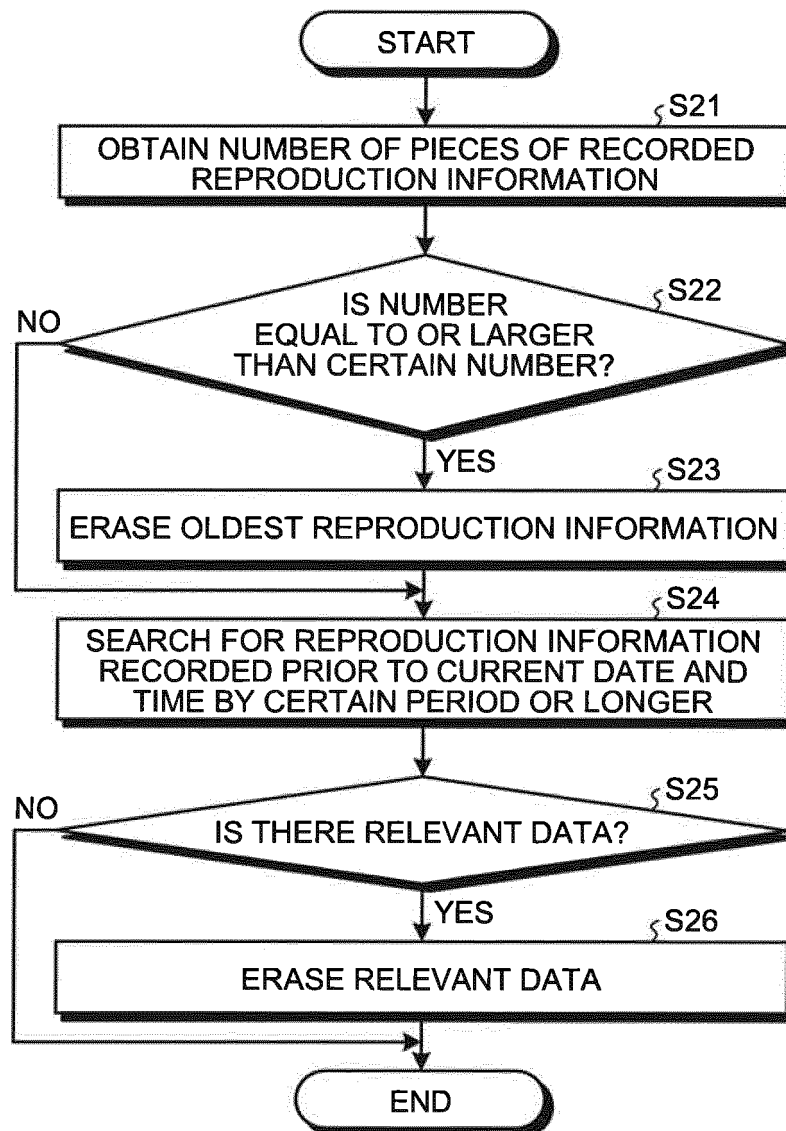 START
S21
OBTAIN NUMBER OF PIECES OF RECORDED
REPRODUCTION INFORMATION
S22
IS NUMBER
EQUAL TO OR LARGER
THAN CERTAIN NUMBER?
NO
YES
S23
ERASE OLDEST REPRODUCTION INFORMATION
S24
SEARCH FOR REPRODUCTION INFORMATION
RECORDED PRIOR TO CURRENT DATE AND
TIME BY CERTAIN PERIOD OR LONGER
S25
NO
IS THERE RELEVANT DATA?
YES
S26
ERASE RELEVANT DATA
END